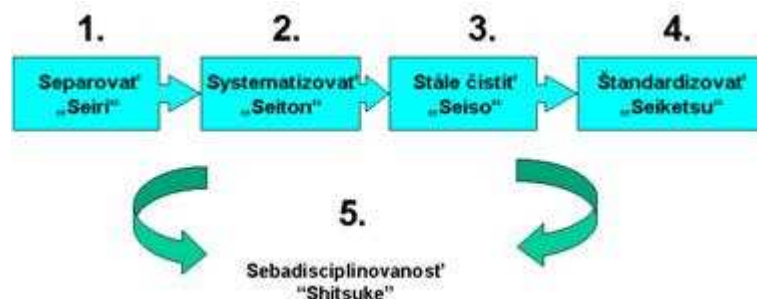 1.
Separovať
„Seiri“
2.
Systematizovať
„Seiton“
3.
Stále čistiť
„Seiso“
4.
Štandardizovať
„Seiketsu“
5.
Sebadisciplinovanosť
“Shitsuke”